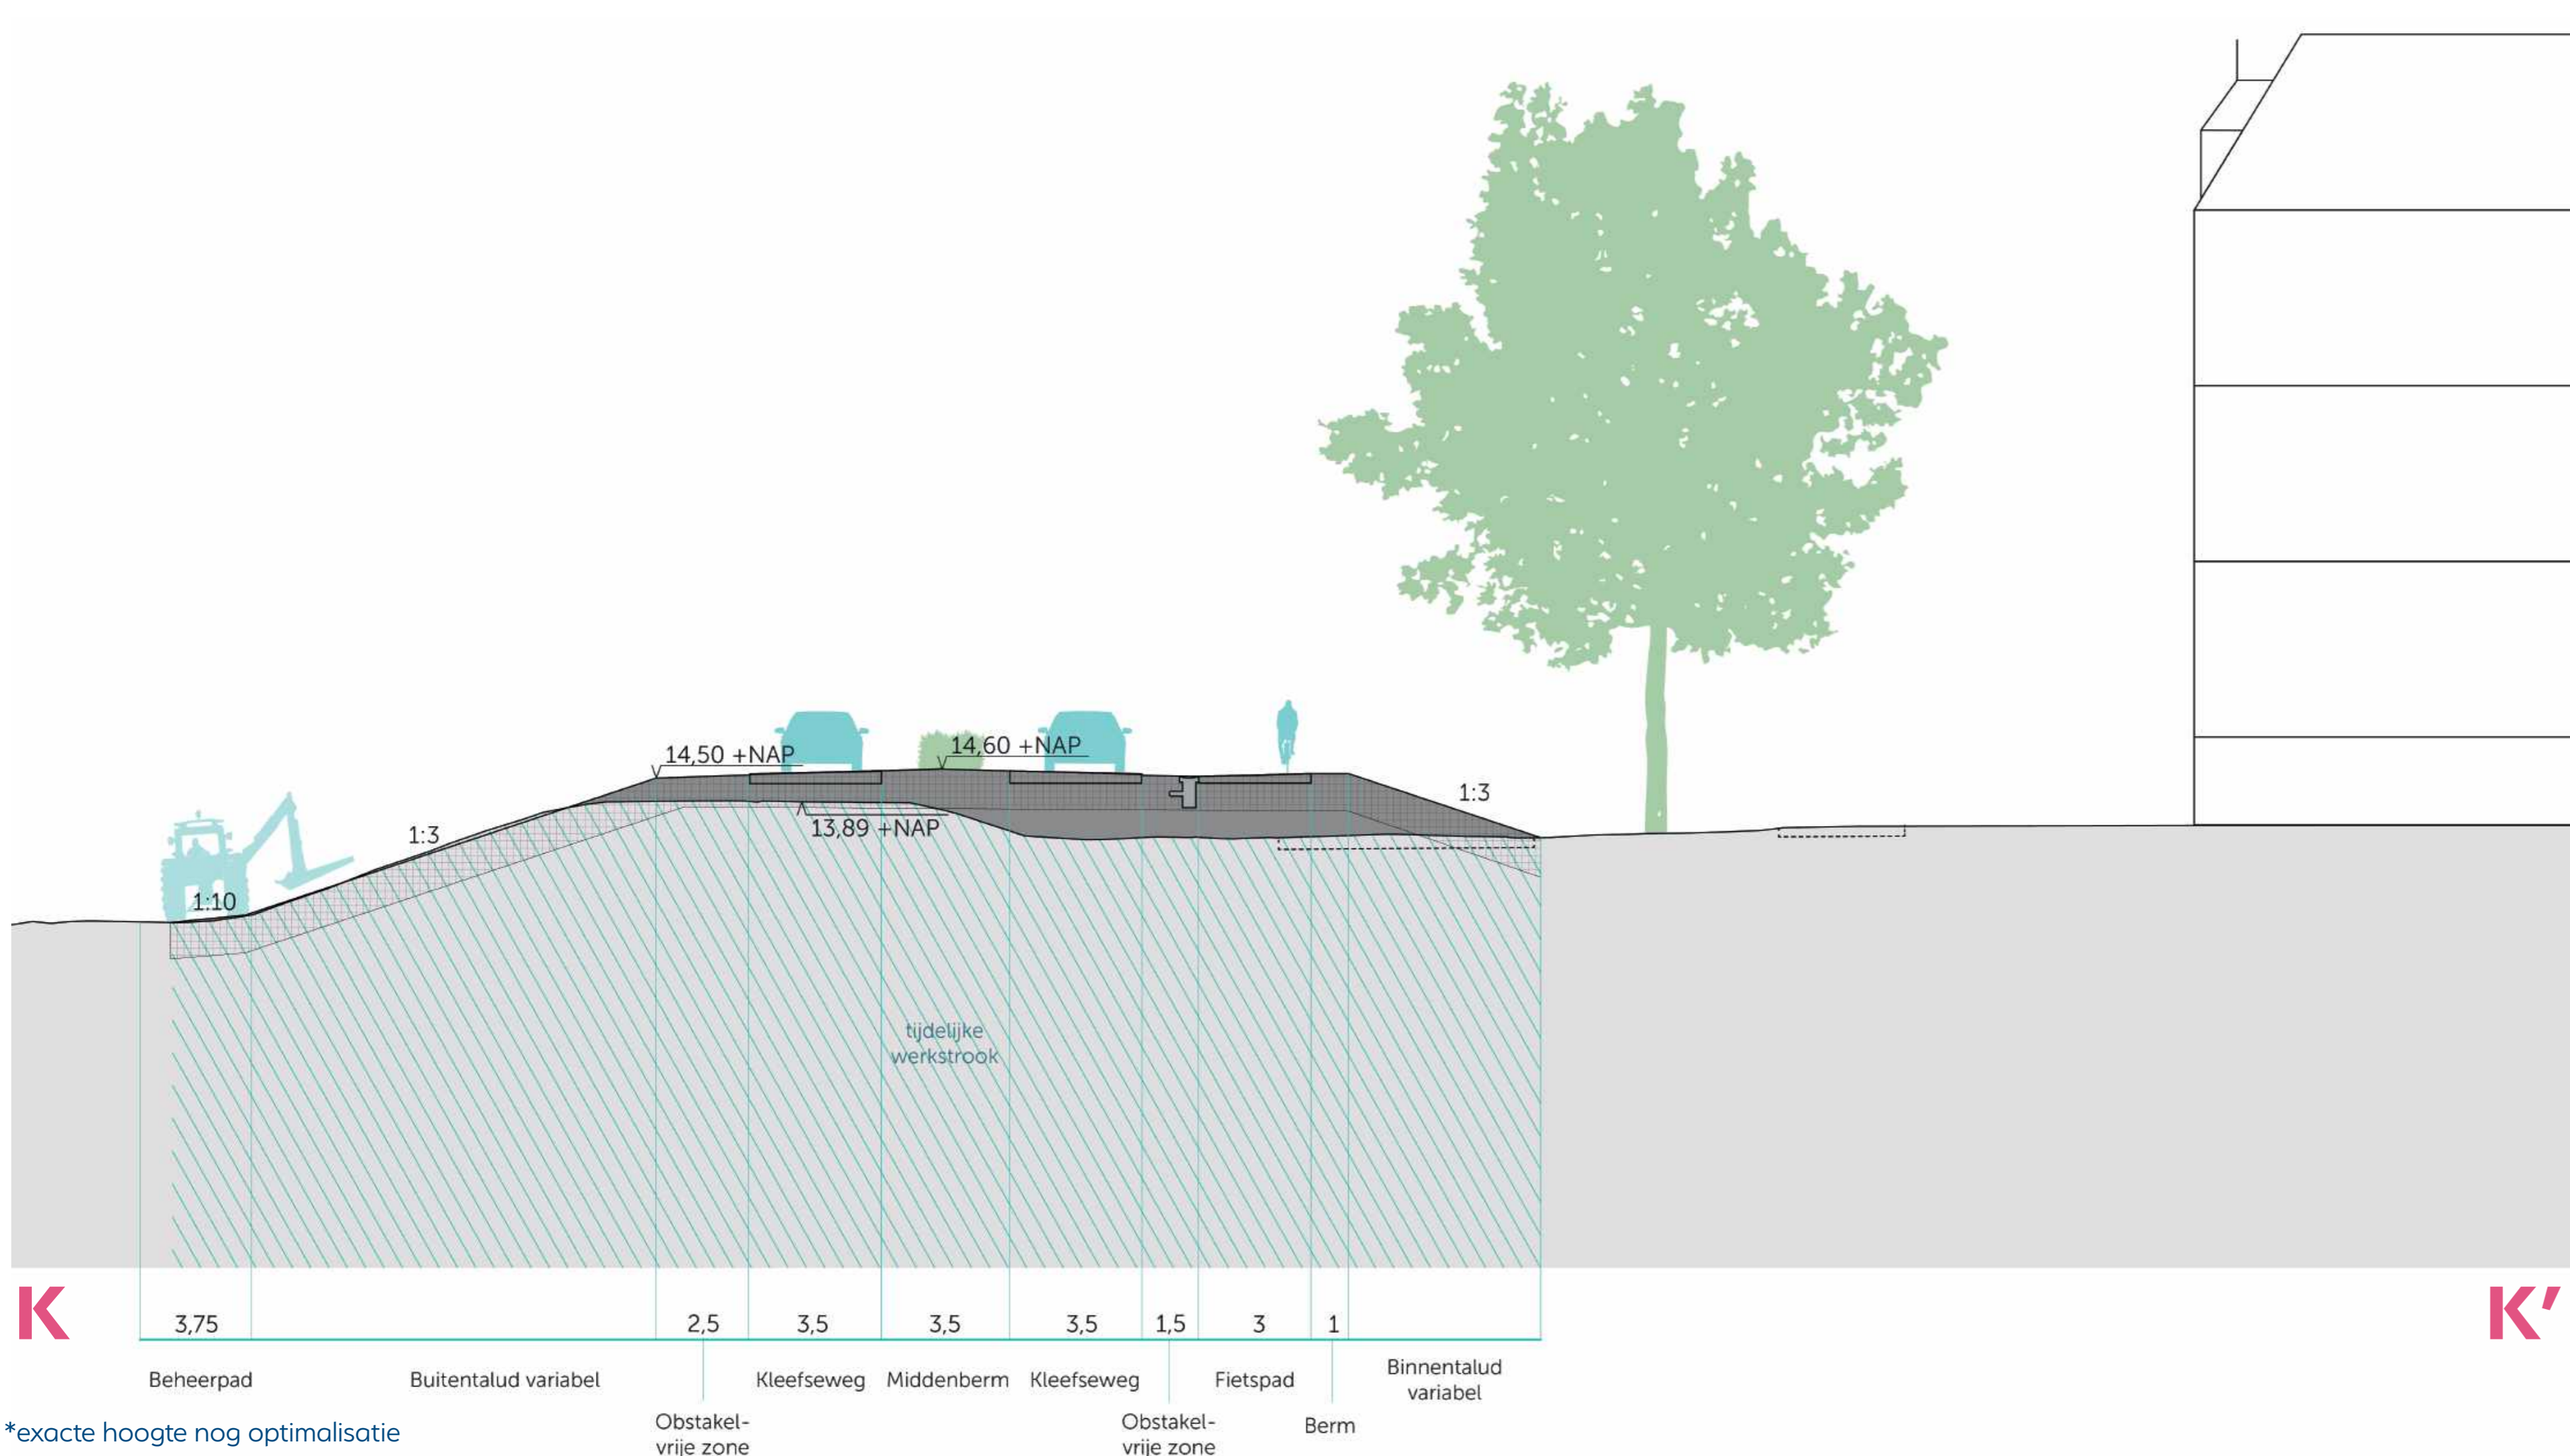 14,50 +NAP
14,60 +NAP
1:3
13,89 +NAP
1:3
1:10
tijdelijke
werkstrook
K
K'
3,75
2,5
3,5
3,5
3,5
1,5
3
1
Beheerpad
Buitentalud variabel
Kleefseweg
Middenberm
Kleefseweg
Fietspad
Binnentalud
variabel
Obstakel-
vrije zone
Obstakel-
vrije zone
Berm
*exacte hoogte nog optimalisatie